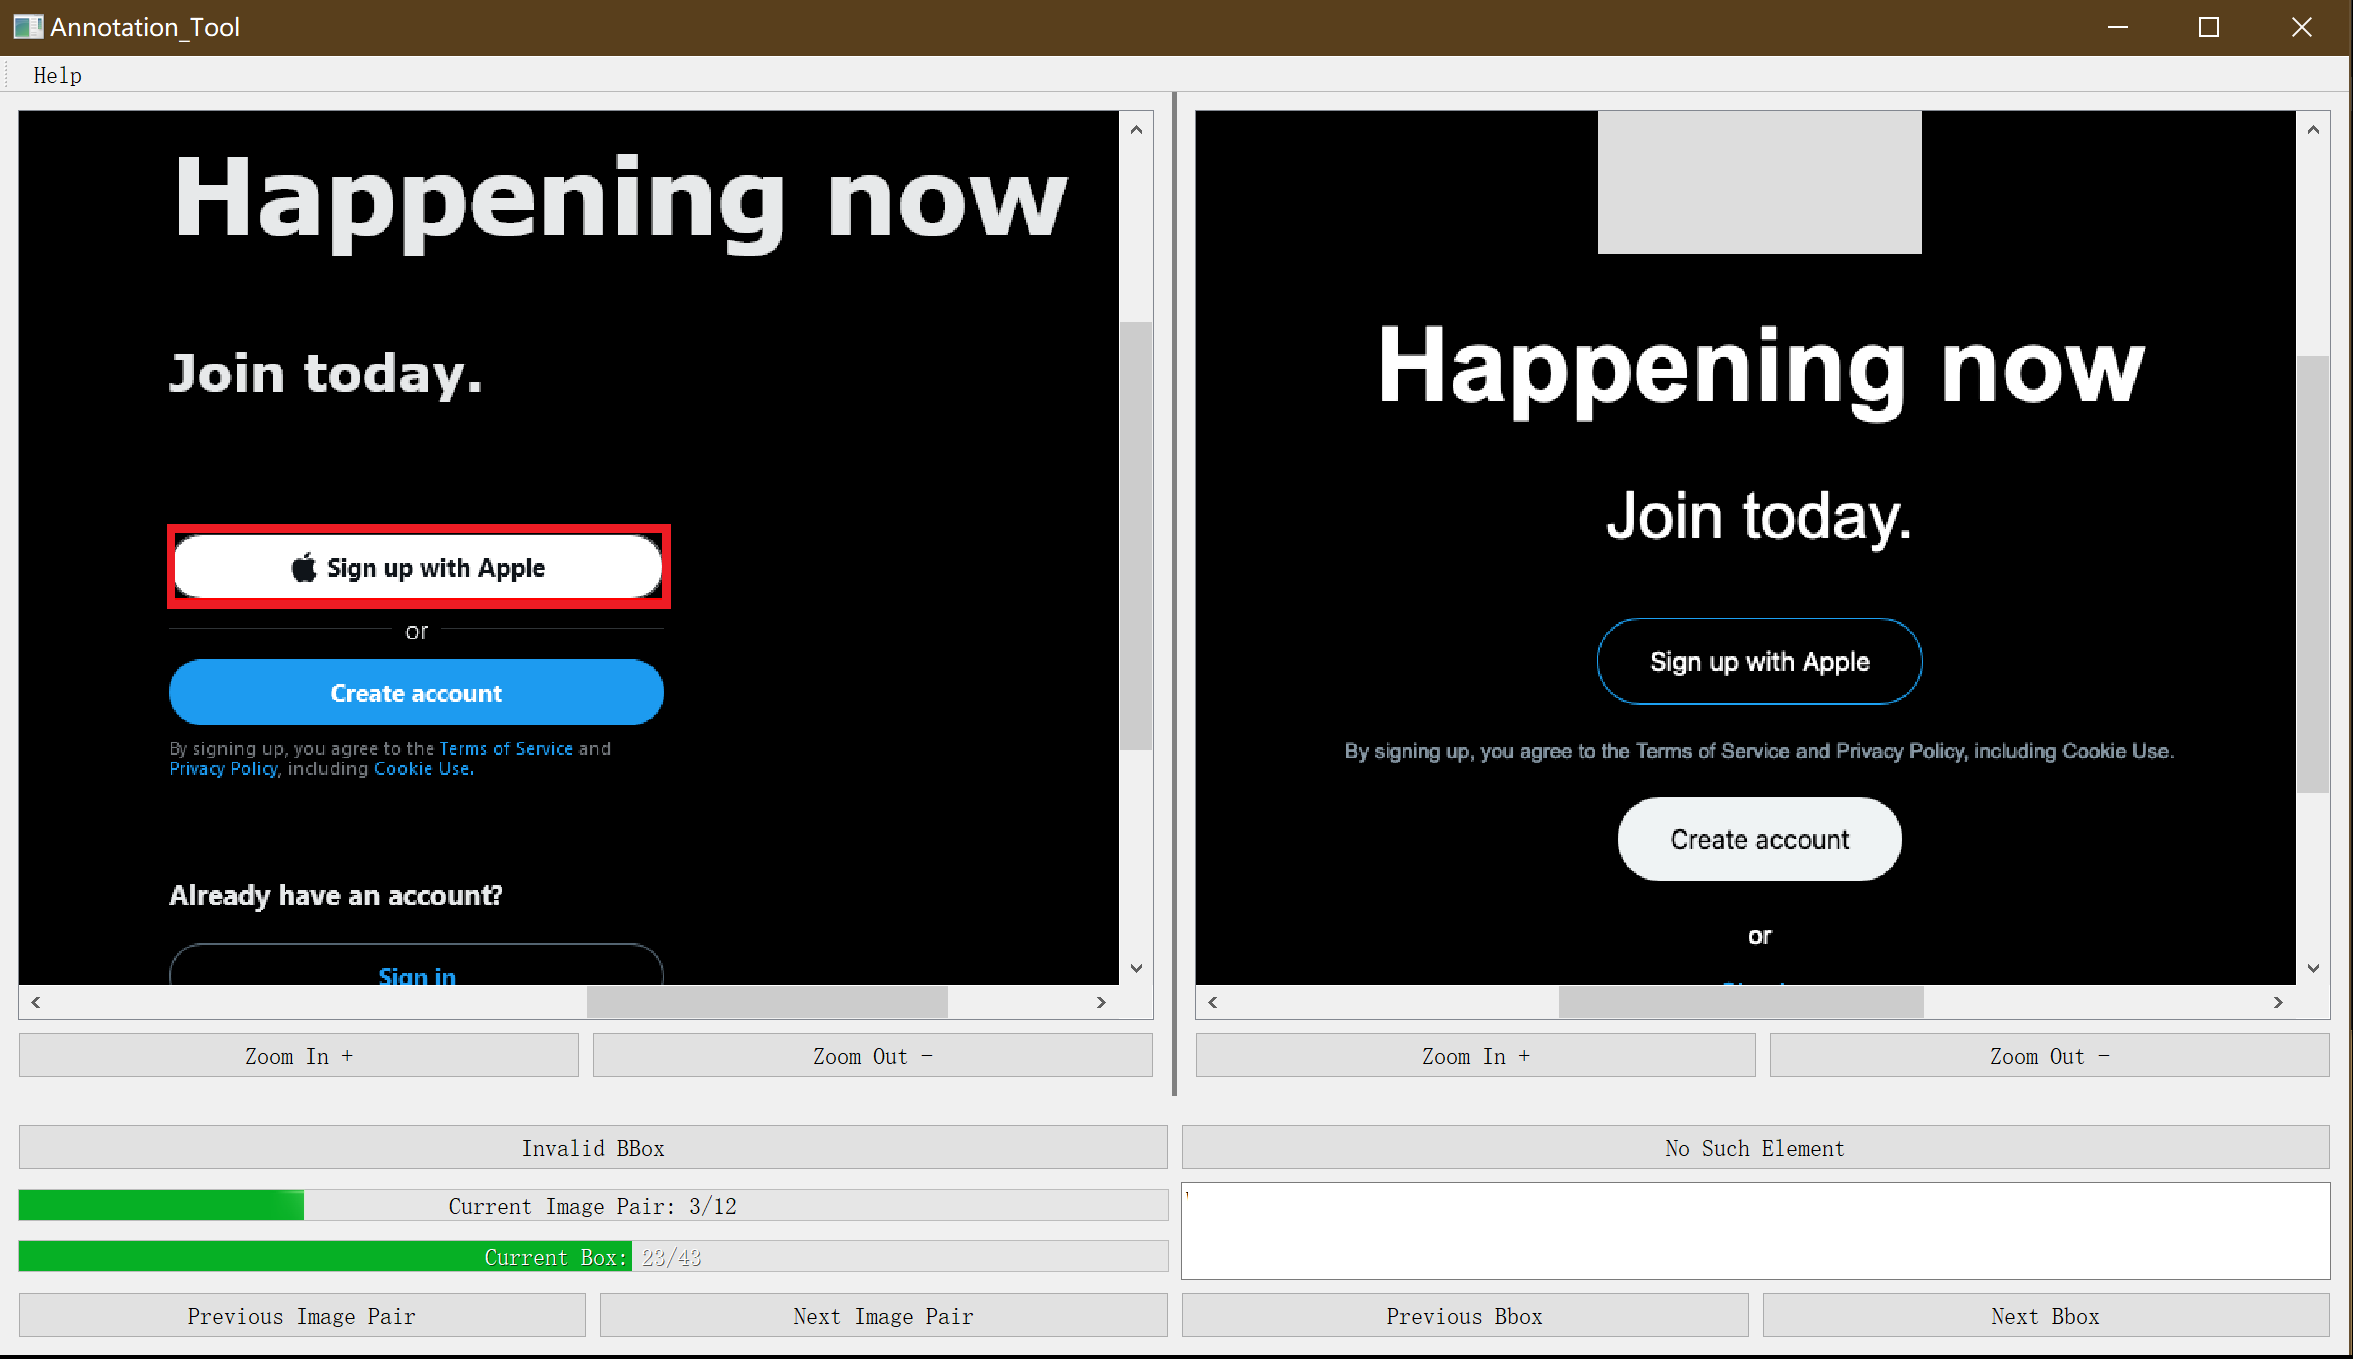 Annotation_Tool
Help
Happening now
Join today.
Sign up with Apple
or
Create account
By signing up, you agree to the Terms of Service and
Privacy Policy, including Cookie Use.
Already have an account?
Sign in
Happening now
Join today.
Sign up with Apple
By signing up, you agree to the Terms of Service and Privacy Policy, including Cookie Use.
Create account
or
Zoom In +
Zoom Out -
Zoom In +
Zoom Out -
Invalid BBox
No Such Element
Current Image Pair: 3/12
Current Box: 23/43
Previous Image Pair
Next Image Pair
Previous Bbox
Next Bbox